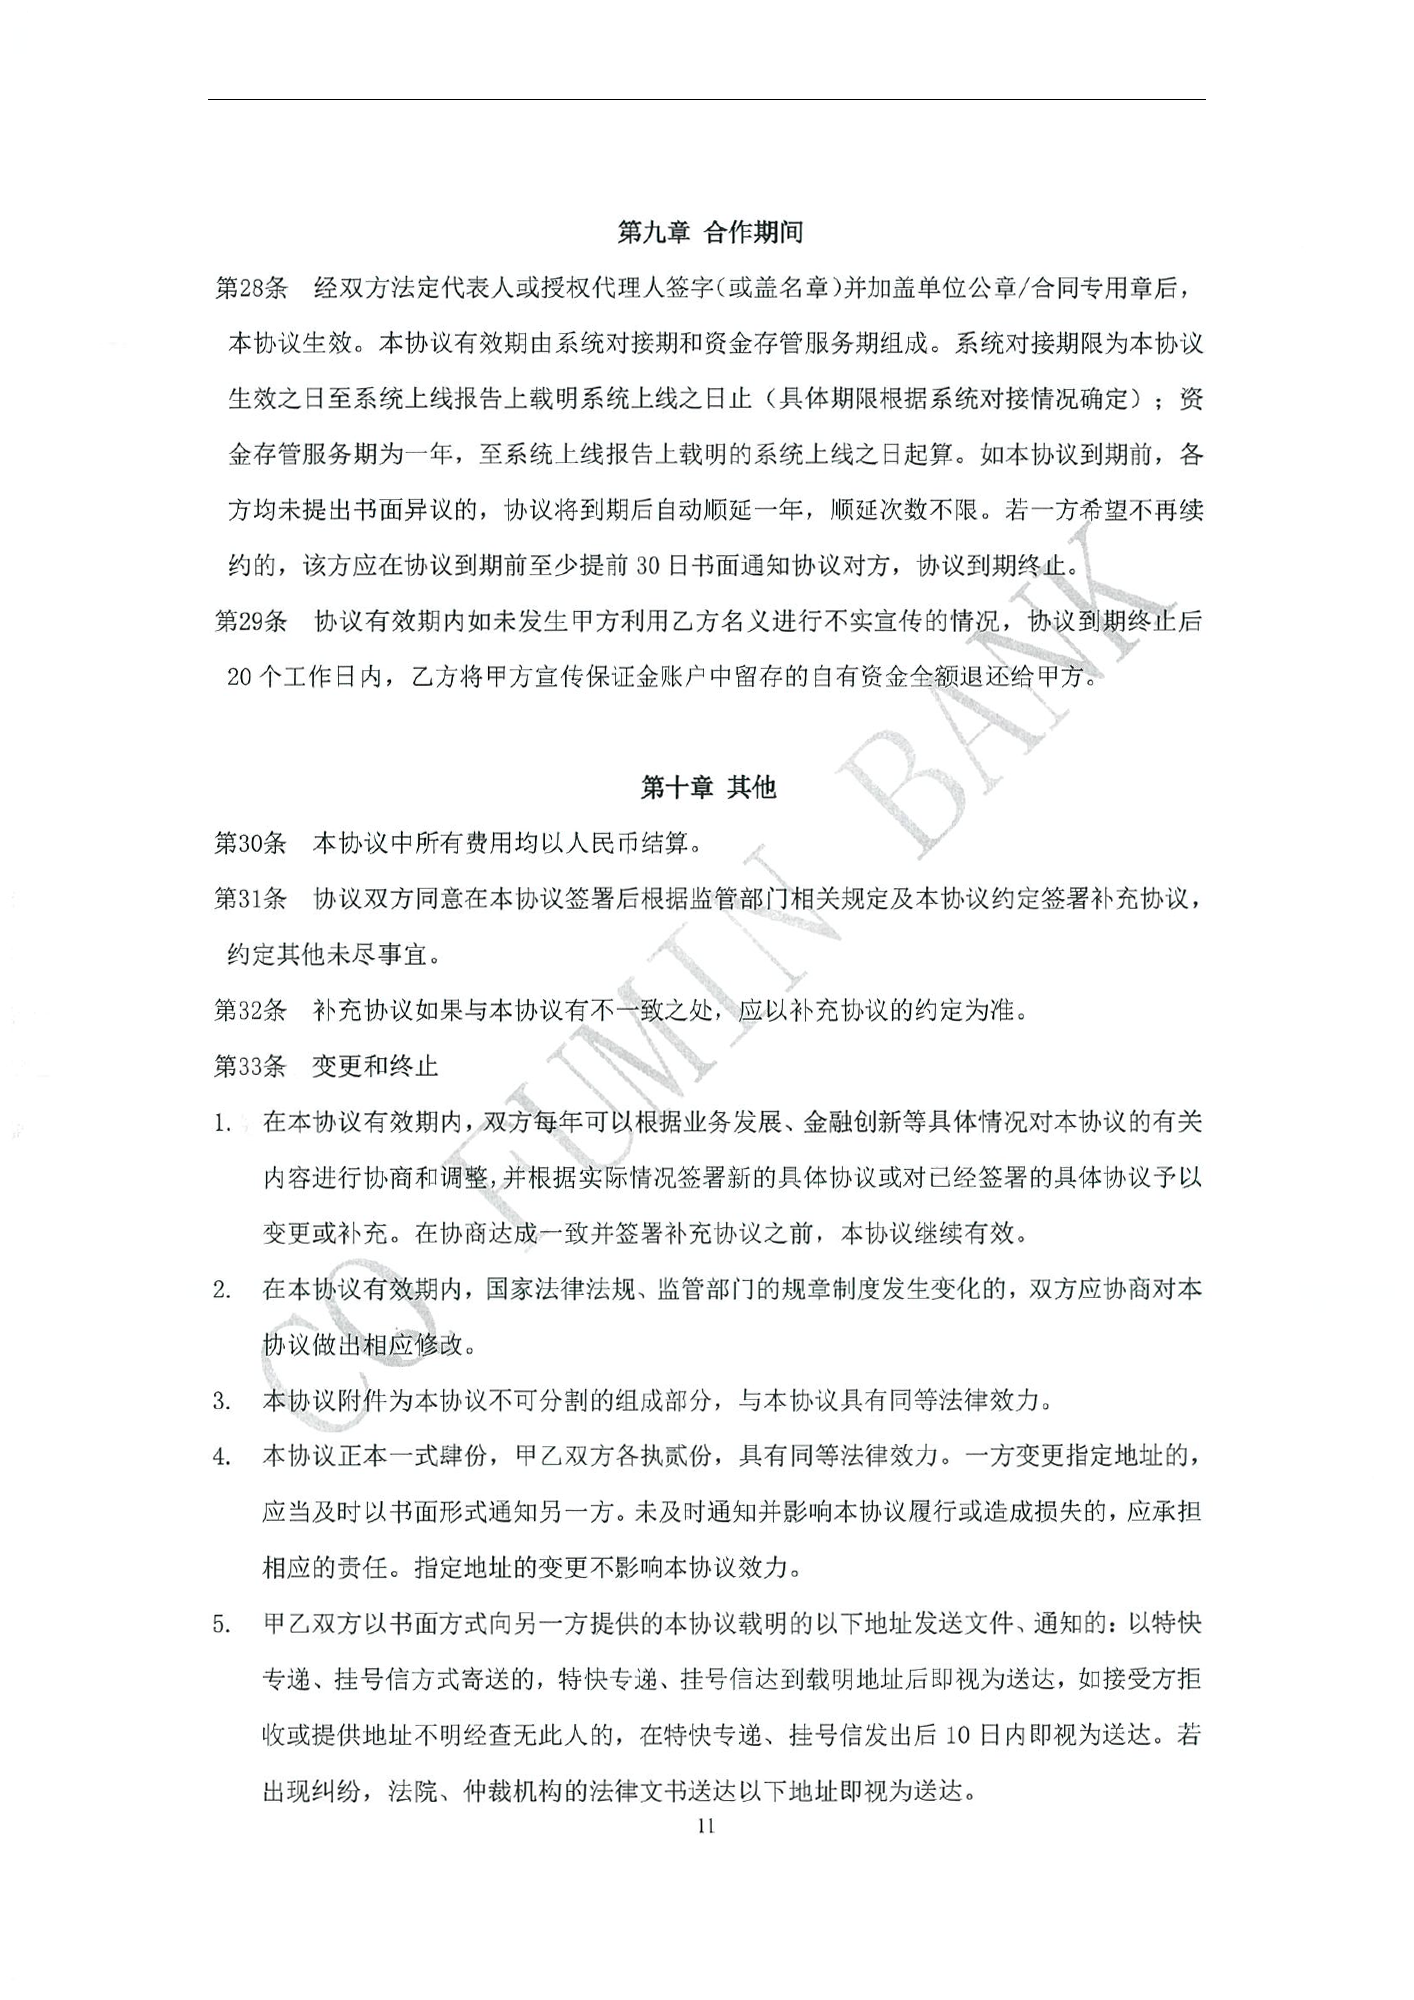 第九章 合作期间
第28条 经双方法定代表人或授权代理人签字(或盖名章)并加盖单位公章/合同专用章后，
本协议生效。本协议有效期由系统对接期和资金存管服务期组成。系统对接期限为本协议
生效之日至系统上线报告上载明系统上线之日止（具体期限根据系统对接情况确定）；资
金存管服务期为一年，至系统上线报告上载明的系统上线之日起算。如本协议到期前，各
方均未提出书面异议的，协议将到期后自动顺延一年，顺延次数不限。若一方希望不再续
约的，该方应在协议到期前至少提前 30 日书面通知协议对方，协议到期终止。
第29条 协议有效期内如未发生甲方利用乙方名义进行不实宣传的情况，协议到期终止后
20 个工作日内，乙方将甲方宣传保证金账户中留存的自有资金全额退还给甲方。
第十章 其他
第30条 本协议中所有费用均以人民币结算。
第31条 协议双方同意在本协议签署后根据监管部门相关规定及本协议约定签署补充协议，
约定其他未尽事宜。
第32条 补充协议如果与本协议有不一致之处，应以补充协议的约定为准。
第33条 变更和终止
1. 在本协议有效期内，双方每年可以根据业务发展、金融创新等具体情况对本协议的有关
内容进行协商和调整，并根据实际情况签署新的具体协议或对已经签署的具体协议予以
变更或补充。在协商达成一致并签署补充协议之前，本协议继续有效。
2. 在本协议有效期内，国家法律法规、监管部门的规章制度发生变化的，双方应协商对本
协议做出相应修改。
3. 本协议附件为本协议不可分割的组成部分，与本协议具有同等法律效力。
4. 本协议正本一式肆份，甲乙双方各执贰份，具有同等法律效力。一方变更指定地址的，
应当及时以书面形式通知另一方。未及时通知并影响本协议履行或造成损失的，应承担
相应的责任。指定地址的变更不影响本协议效力。
5. 甲乙双方以书面方式向另一方提供的本协议载明的以下地址发送文件、通知的：以特快
专递、挂号信方式寄送的，特快专递、挂号信达到载明地址后即视为送达，如接受方拒
收或提供地址不明经查无此人的，在特快专递、挂号信发出后 10 日内即视为送达。若
出现纠纷，法院、仲裁机构的法律文书送达以下地址即视为送达。
11
CQ FUMIN BANK